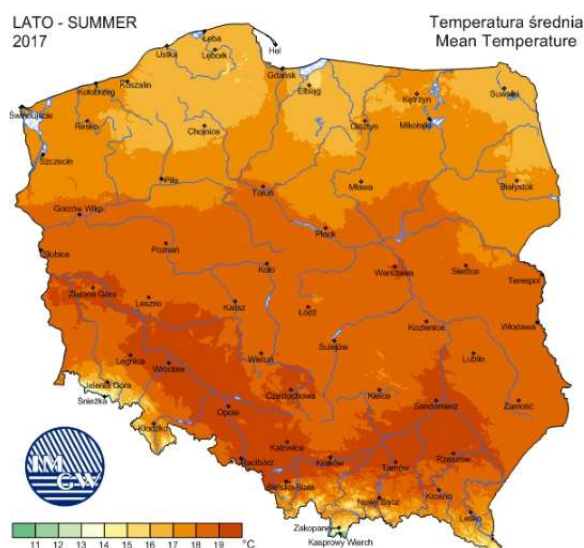 LATO - SUMMER
2017
Temperatura średnia
Mean Temperature
Łeba
Hel
Ustka
Lębork
Gdańsk
Koszalin
Kołobrzeg
Elbląg
Kętrzyn
Suwałki
Świnoujście
Resko
Chojnice
Olsztyn
Mikołajki
Szczecin
Piła
Mława
Białystok
Toruń
Gorzów Wlkp.
Płock
Poznań
Słubice
Koło
Warszawa
Siedlce
Terespol
Zielona Góra
Leszno
Kalisz
Łódź
Kozienice
Włodawa
Sulejów
Legnica
Wrocław
Wieluń
Lublin
Jelenia Góra
Śnieżka
Częstochowa
Kielce
Sandomierz
Zamość
Opole
Kłodzko
Katowice
Racibórz
Kraków
Tarnów
Rzeszów
Bielsko-Biała
Nowy Sącz
Krosno
Lesko
Zakopane
Kasprowy Wierch
IM
GW
11 12 13 14 15 16 17 18 19 °C